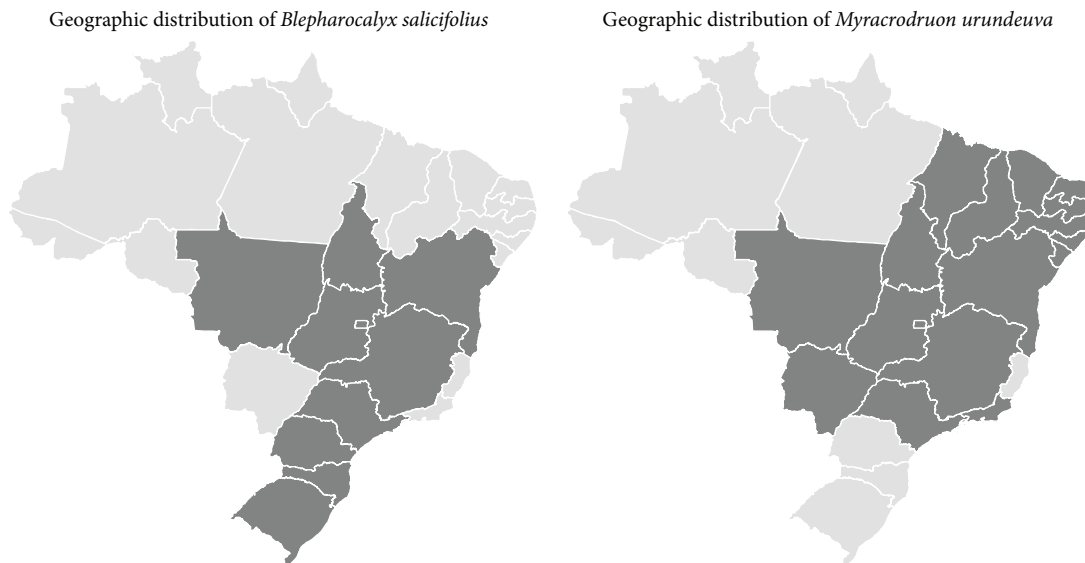 Geographic distribution of Blepharocalyx salicifolius
Geographic distribution of Myracrodruon urundeuva